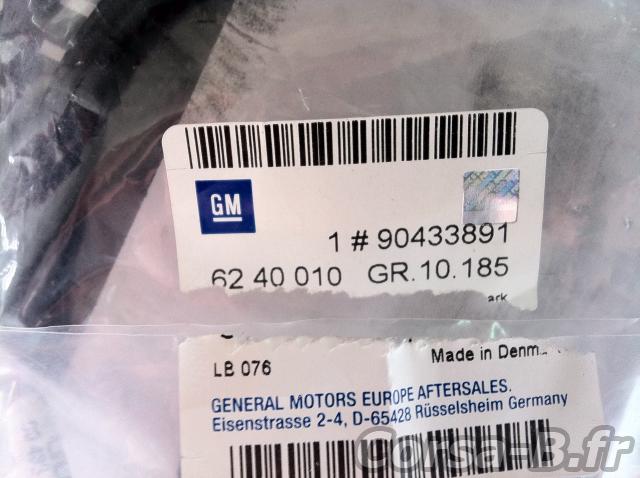 GM
1 # 90433891
62 40 010 GR.10.185
ark
LB 076 Made in Denm
GENERAL MOTORS EUROPE AFTERSALES.
Eisenstrasse 2-4, D-65428 Rüsselsheim Germany
Corsa-B.fr